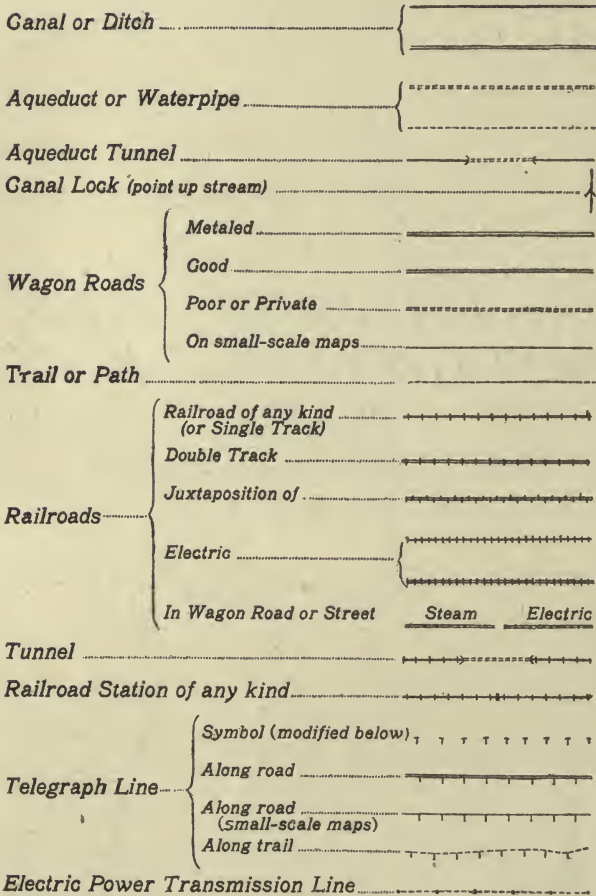 Canal or Ditch
Aqueduct or Waterpipe
Aqueduct Tunnel
Canal Lock (point up stream)
Wagon Roads
Metaled
Good
Poor or Private
On small-scale maps
Trail or Path
Railroads
Railroad of any kind
(or Single Track)
Double Track
Juxtaposition of
Electric
In Wagon Road or Street Steam Electric
Tunnel
Railroad Station of any kind
Telegraph Line
Symbol (modified below)
Along road
Along road
(small-scale maps)
Along trail
Electric Power Transmission Line